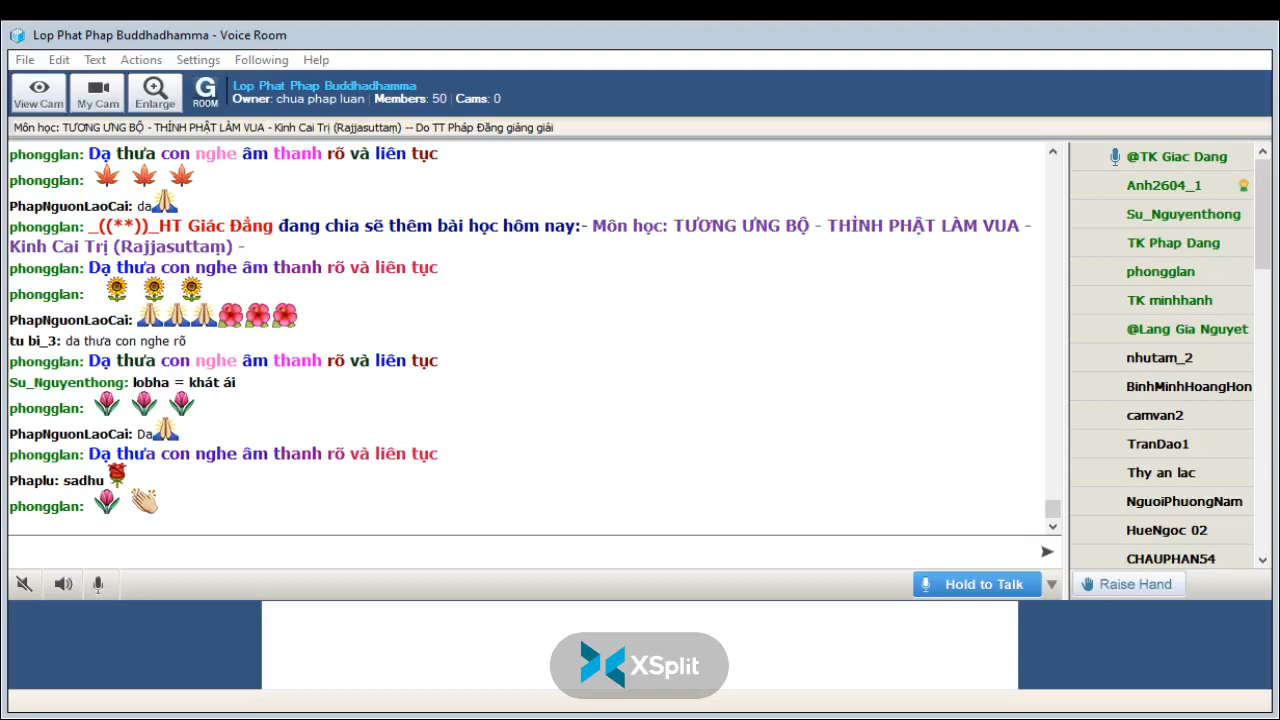 Lop Phat Phap Buddhadhamma - Voice Room
File Edit Text Actions Settings Following Help
View Cam My Cam Enlarge G ROOM
Lop Phat Phap Buddhadhamma
Owner: chua phap luan | Members: 50 | Cams: 0
Môn học: TƯƠNG ƯNG BỘ - THỈNH PHẬT LÀM VUA - Kinh Cai Trị (Rajjasuttaṃ) -- Do TT Pháp Đăng giảng giải
phongglan: Dạ thưa con nghe âm thanh rõ và liên tục
phongglan:
PhapNguonLaoCai: da
phongglan: _((**))_HT Giác Đẳng đang chia sẽ thêm bài học hôm nay:- Môn học: TƯƠNG ƯNG BỘ - THỈNH PHẬT LÀM VUA -
Kinh Cai Trị (Rajjasuttaṃ) -
phongglan: Dạ thưa con nghe âm thanh rõ và liên tục
phongglan:
PhapNguonLaoCai:
tu bi_3: da thưa con nghe rõ
phongglan: Dạ thưa con nghe âm thanh rõ và liên tục
Su_Nguyenthong: lobha = khát ái
phongglan:
PhapNguonLaoCai: Da
phongglan: Dạ thưa con nghe âm thanh rõ và liên tục
Phaplu: sadhu
phongglan:
@TK Giac Dang
Anh2604_1
Su_Nguyenthong
TK Phap Dang
phongglan
TK minhhanh
@Lang Gia Nguyet
nhutam_2
BinhMinhHoangHon
camvan2
TranDao1
Thy an lac
NguoiPhuongNam
HueNgoc 02
CHAUPHAN54
Hold to Talk
Raise Hand
XSplit